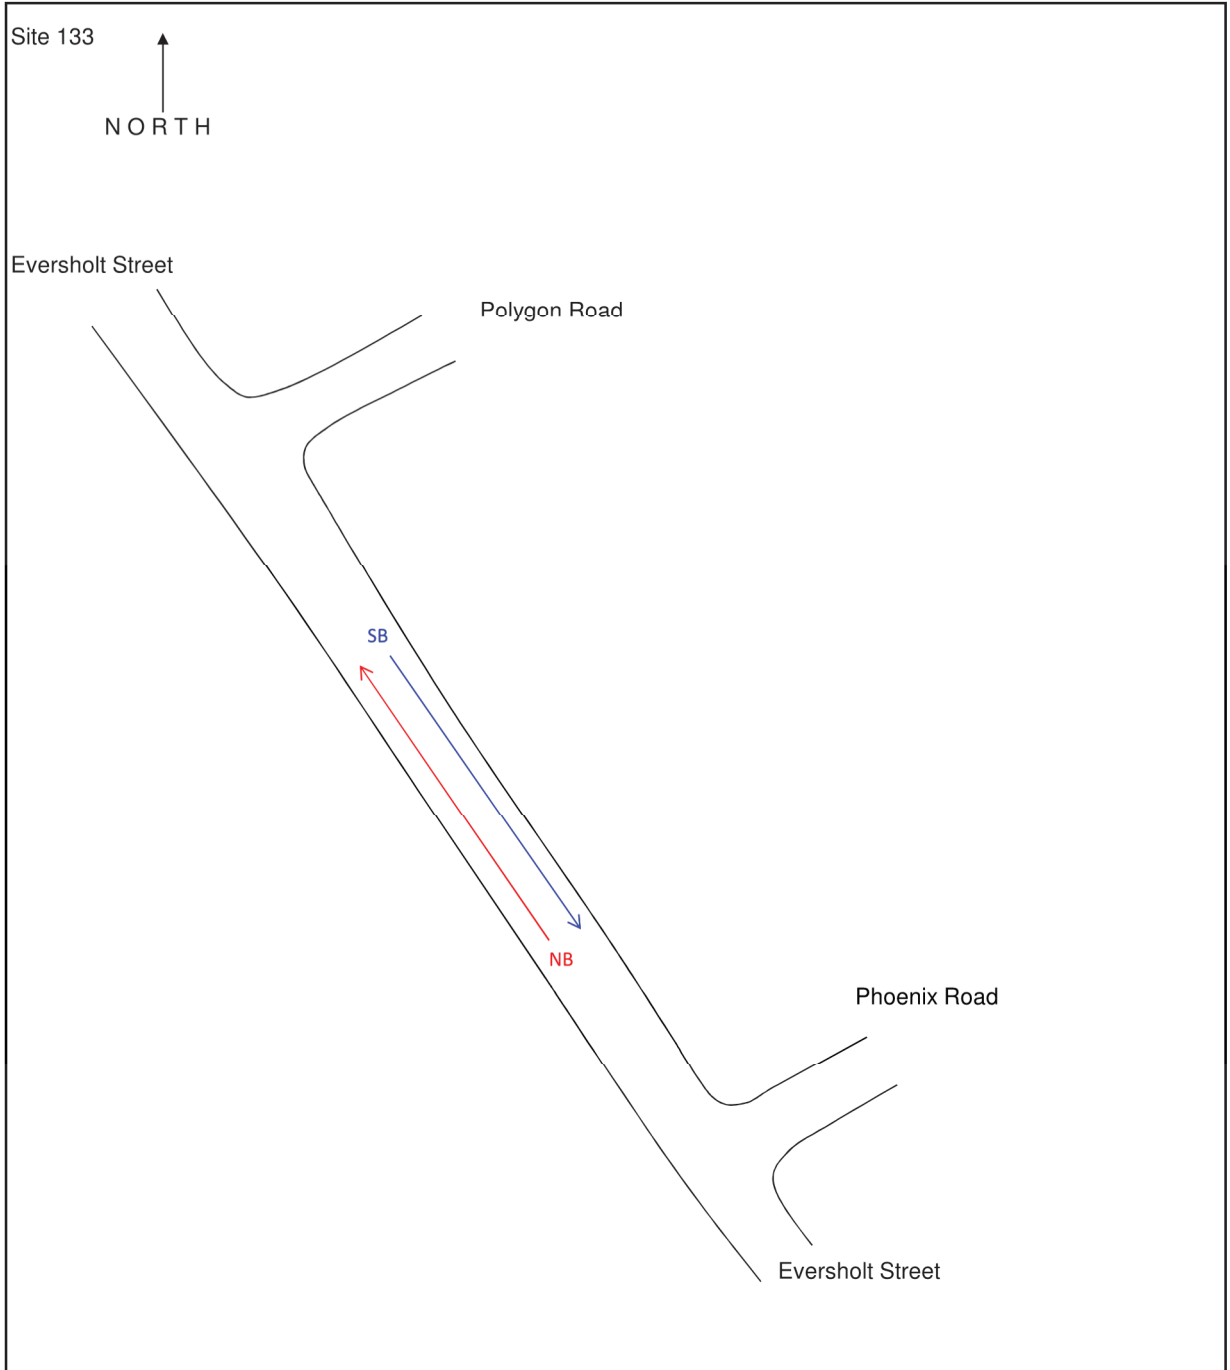 Site 133
NORTH
Eversholt Street
Polygon Road
SB
NB
Phoenix Road
Eversholt Street